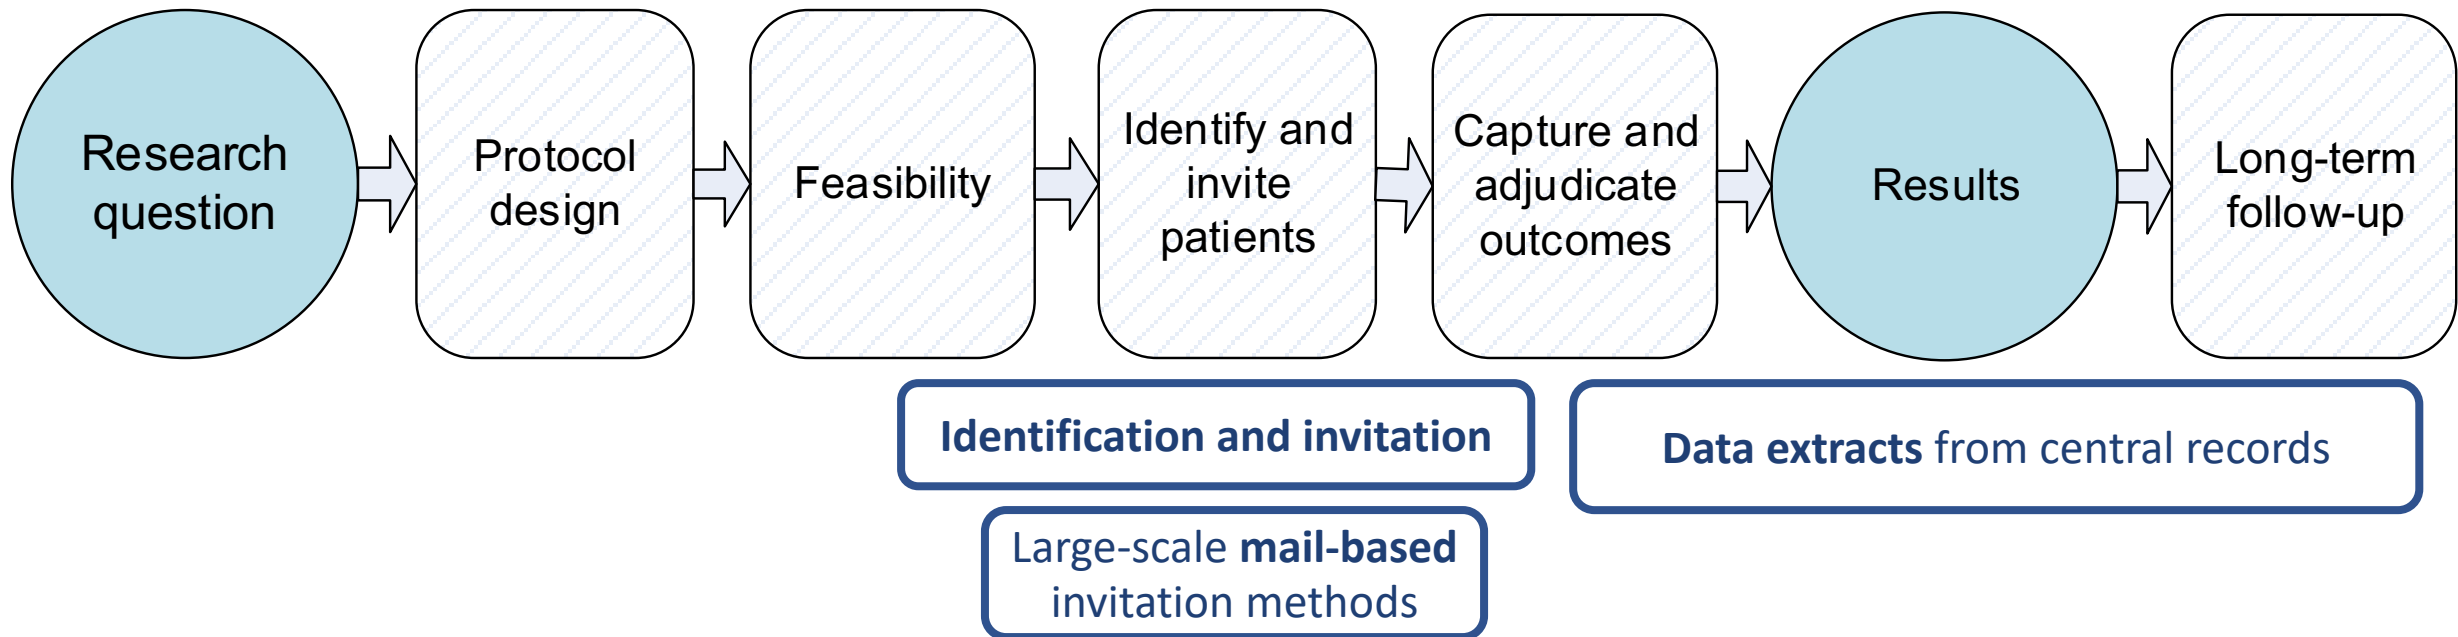 Research
question
Protocol
design
Feasibility
Identify and
invite
patients
Capture and
adjudicate
outcomes
Results
Long-term
follow-up
Identification and invitation
Data extracts from central records
Large-scale mail-based
invitation methods